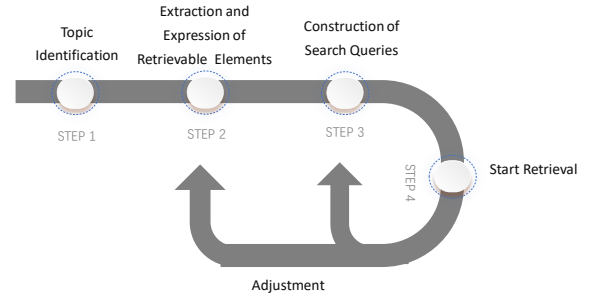 Topic
Identification
Extraction and
Expression of
Retrievable Elements
Construction of
Search Queries
STEP 1
STEP 2
STEP 3
STEP 4
Start Retrieval
Adjustment